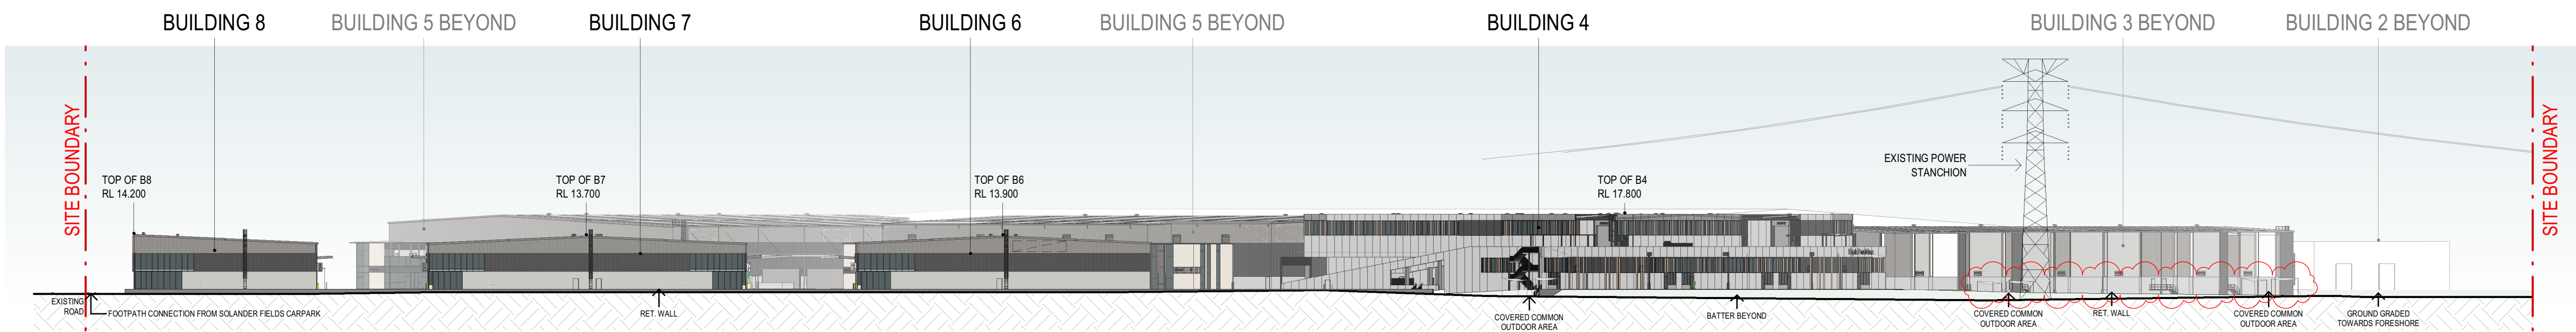 BUILDING 8
BUILDING 5 BEYOND
BUILDING 7
BUILDING 6
BUILDING 5 BEYOND
BUILDING 4
BUILDING 3 BEYOND
BUILDING 2 BEYOND
SITE BOUNDARY
TOP OF B8
RL 14.200
TOP OF B7
RL 13.700
TOP OF B6
RL 13.900
TOP OF B4
RL 17.800
EXISTING POWER
STANCHION
SITE BOUNDARY
EXISTING
ROAD
FOOTPATH CONNECTION FROM SOLANDER FIELDS CARPARK
RET. WALL
COVERED COMMON
OUTDOOR AREA
BATTER BEYOND
COVERED COMMON
OUTDOOR AREA
RET. WALL
COVERED COMMON
OUTDOOR AREA
GROUND GRADED
TOWARDS FORESHORE